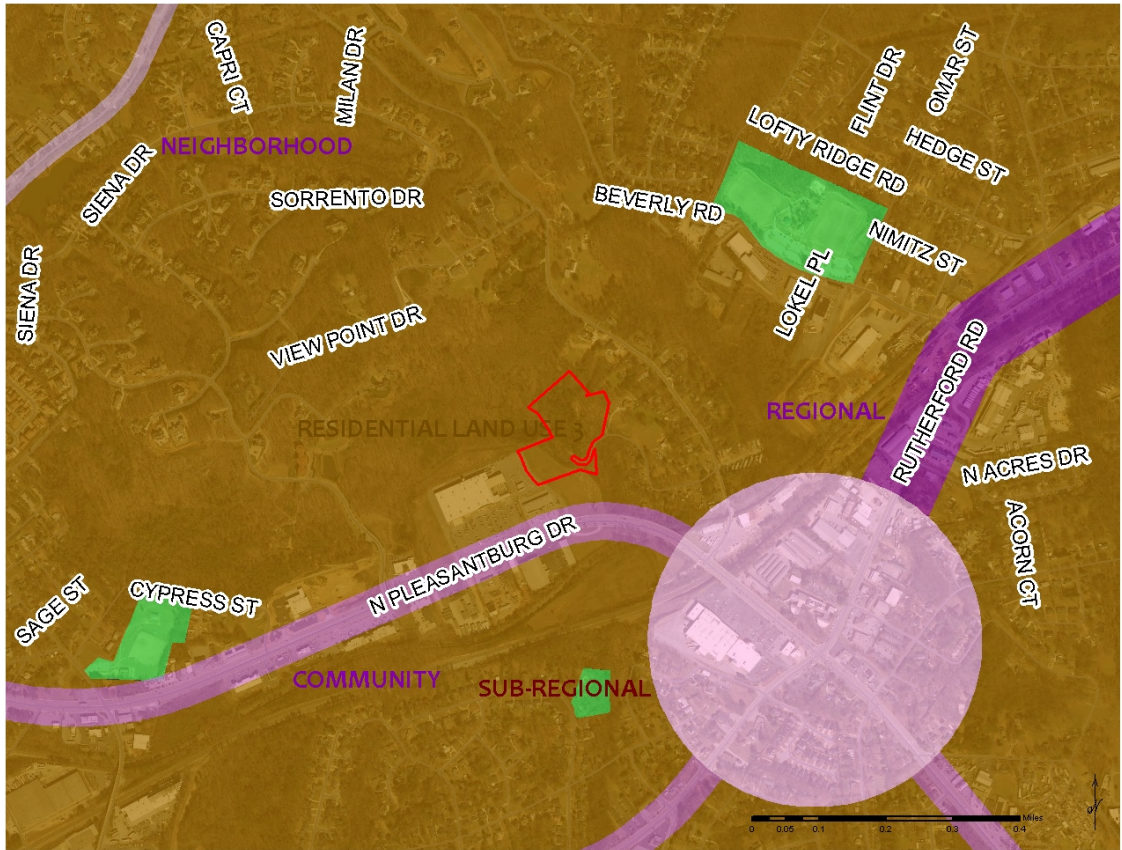 CAPRI CT
MILAN DR
FLINT DR
OMAR ST
LOFTY RIDGE RD
HEDGE ST
NEIGHBORHOOD
SIENA DR
SORRENTO DR
BEVERLY RD
NIMITZ ST
SIENA DR
LOKEL PL
VIEW POINT DR
RUTHERFORD RD
REGIONAL
RESIDENTIAL LAND USE 3
N ACRES DR
ACORN CT
N PLEASANTBURG DR
SAGE ST
CYPRESS ST
COMMUNITY
SUB-REGIONAL
Miles
0 0.05 0.1 0.2 0.3 0.4
N